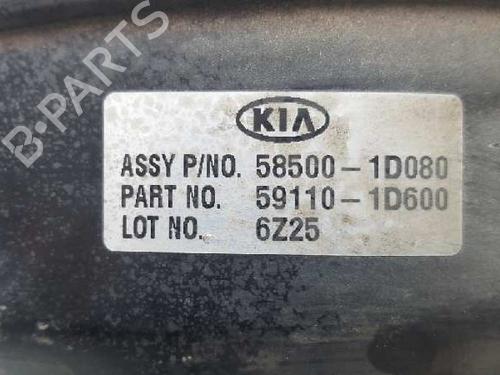 KIA
ASSY P/NO. 58500-1D080
PART NO. 59110-1D600
LOT NO. 6Z25
B-PARTS